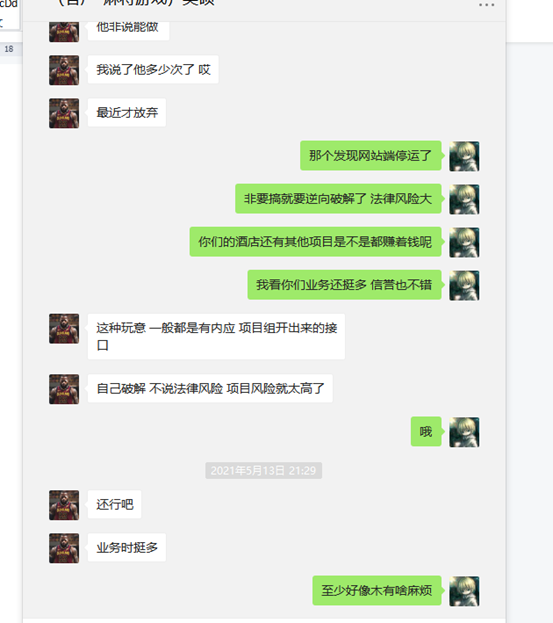 cDd
18
他非说能做
我说了他多少次了 哎
最近才放弃
那个发现网站端停运了
非要搞就要逆向破解了 法律风险大
你们的酒店还有其他项目是不是都赚着钱呢
我看你们业务还挺多 信誉也不错
这种玩意 一般都是有内应 项目组开出来的接
口
自己破解 不说法律风险 项目风险就太高了
哦
2021年5月13日 21:29
还行吧
业务时挺多
至少好像木有啥麻烦